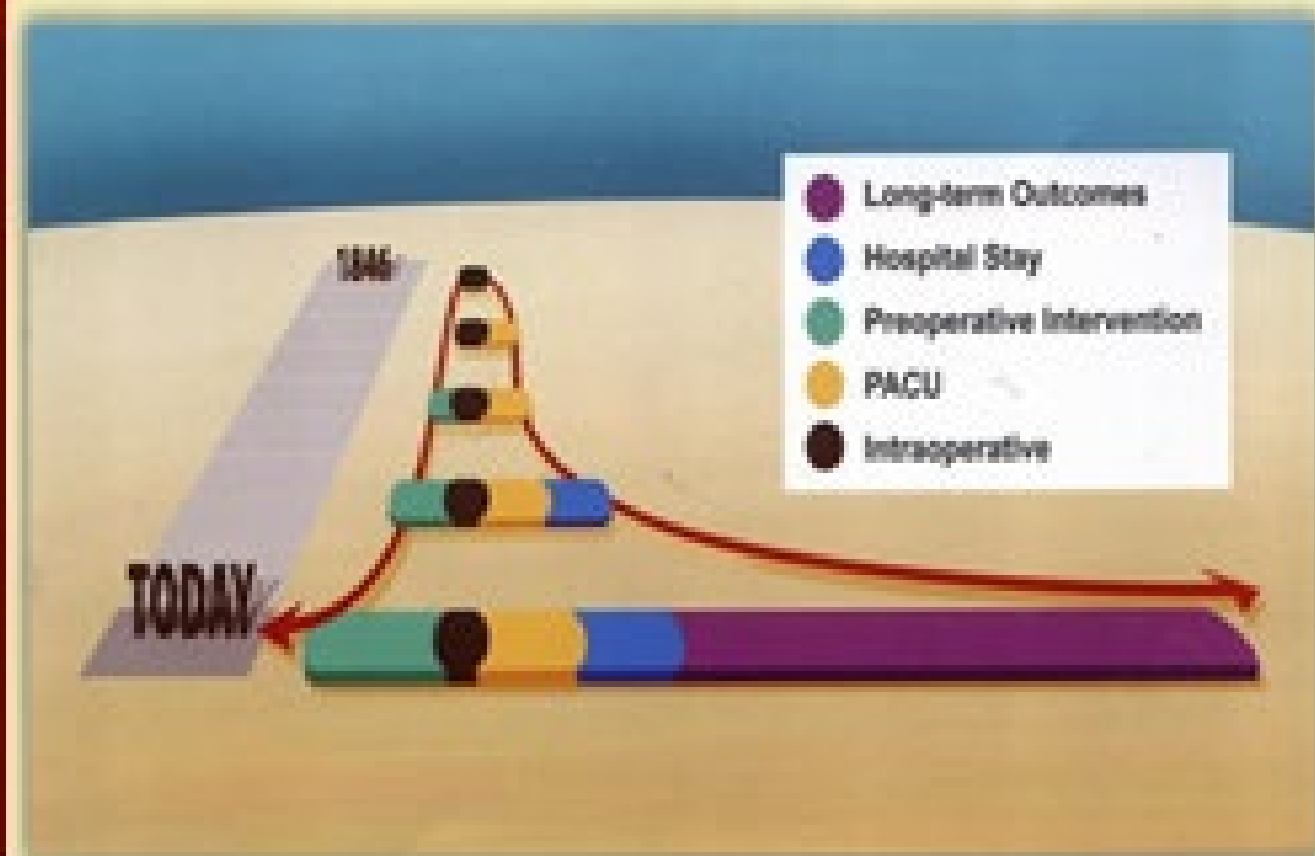 1846
TODAY
Long-term Outcomes
Hospital Stay
Preoperative Intervention
PACU
Intraoperative